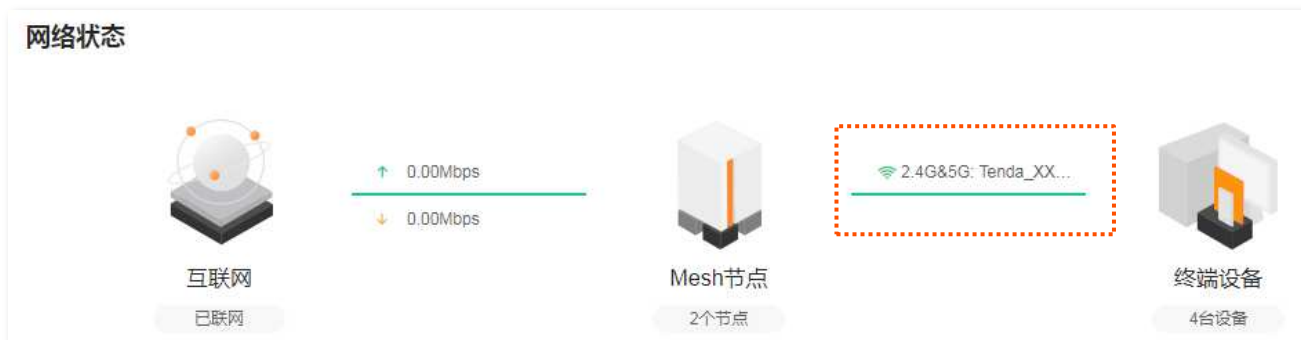 网络状态
↑ 0.00Mbps
↓ 0.00Mbps
2.4G&5G: Tenda_XX...
互联网
已联网
Mesh节点
2个节点
终端设备
4台设备